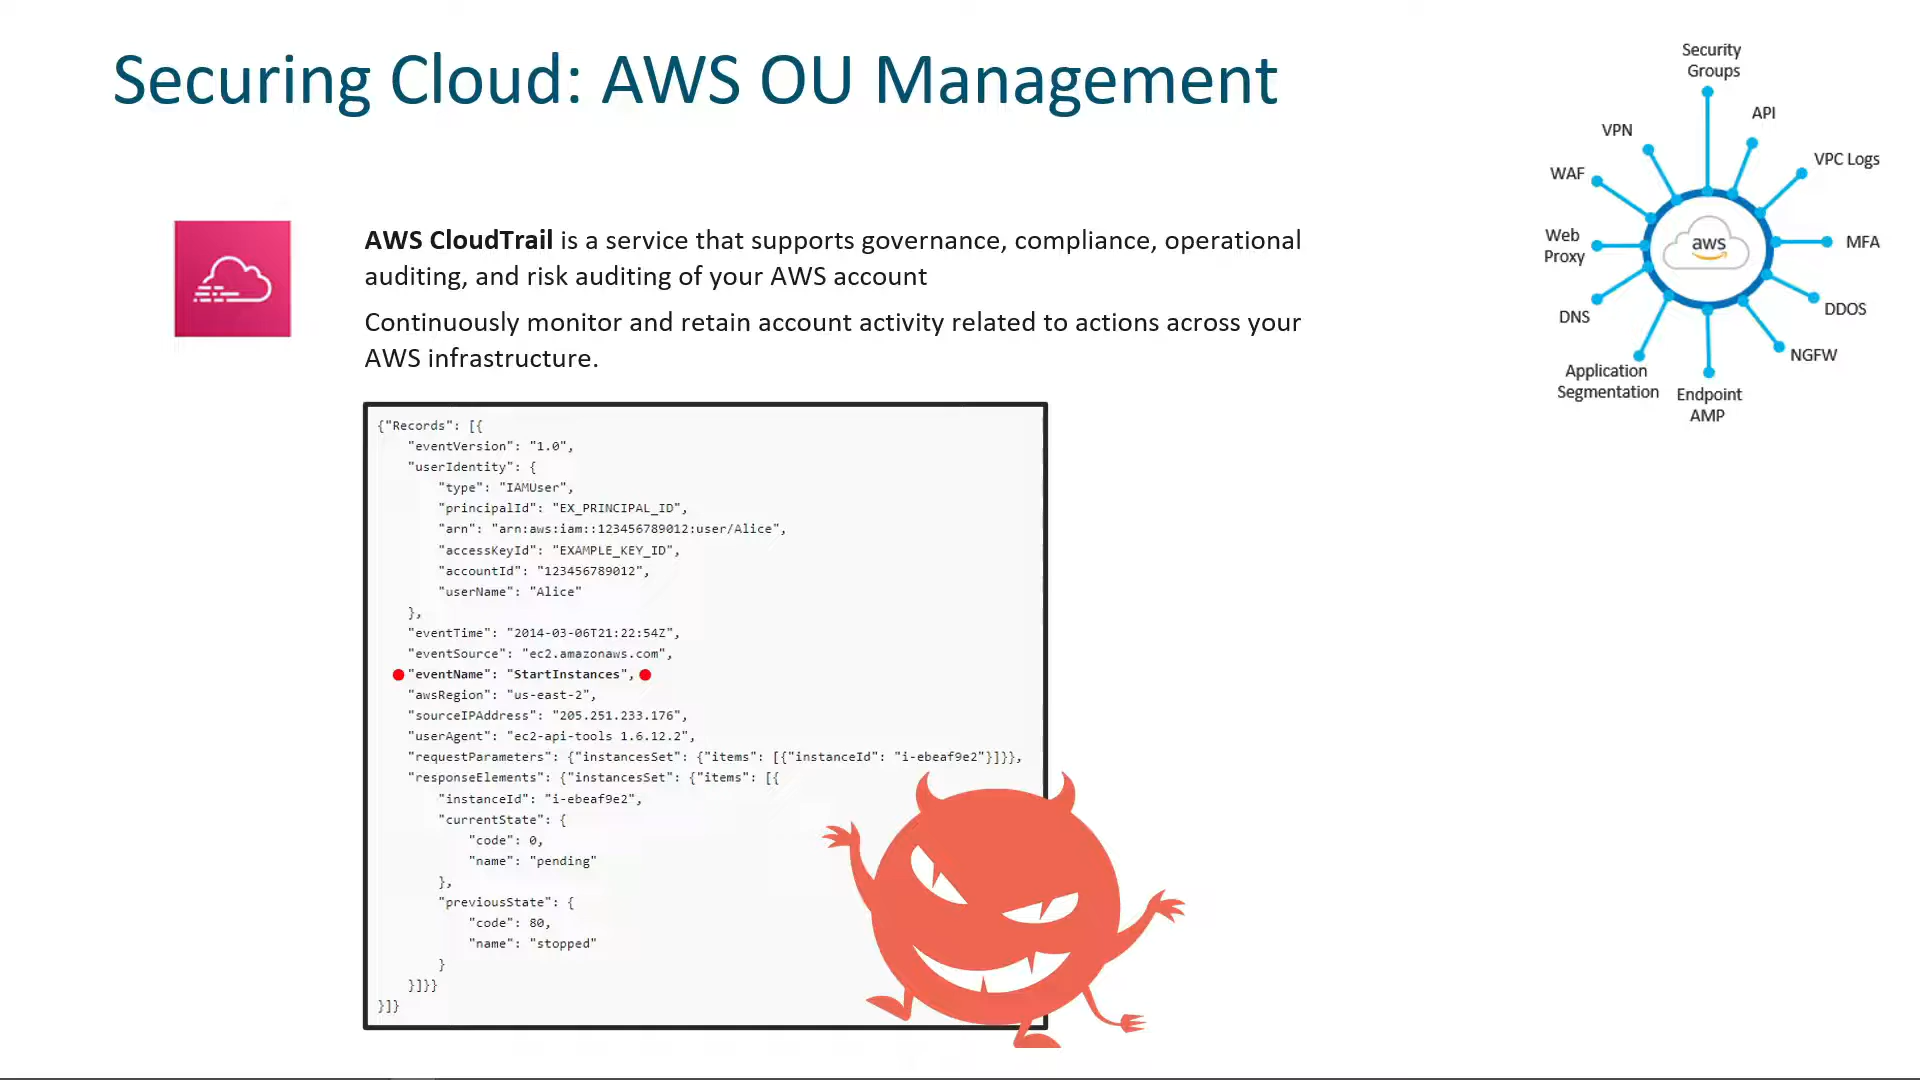 Securing Cloud: AWS OU Management
AWS CloudTrail is a service that supports governance, compliance, operational
auditing, and risk auditing of your AWS account
Continuously monitor and retain account activity related to actions across your
AWS infrastructure.
{"Records": [{
    "eventVersion": "1.0",
    "userIdentity": {
        "type": "IAMUser",
        "principalId": "EX_PRINCIPAL_ID",
        "arn": "arn:aws:iam::123456789012:user/Alice",
        "accessKeyId": "EXAMPLE_KEY_ID",
        "accountId": "123456789012",
        "userName": "Alice"
    },
    "eventTime": "2014-03-06T21:22:54Z",
    "eventSource": "ec2.amazonaws.com",
    "eventName": "StartInstances",
    "awsRegion": "us-east-2",
    "sourceIPAddress": "205.251.233.176",
    "userAgent": "ec2-api-tools 1.6.12.2",
    "requestParameters": {"instancesSet": {"items": [{"instanceId": "i-ebeaf9e2"}]}},
    "responseElements": {"instancesSet": {"items": [{
        "instanceId": "i-ebeaf9e2",
        "currentState": {
            "code": 0,
            "name": "pending"
        },
        "previousState": {
            "code": 80,
            "name": "stopped"
        }
    }]}}
}]}
Security
Groups
API
VPN
VPC Logs
WAF
Web
Proxy
aws
MFA
DNS
DDOS
NGFW
Application
Segmentation
Endpoint
AMP